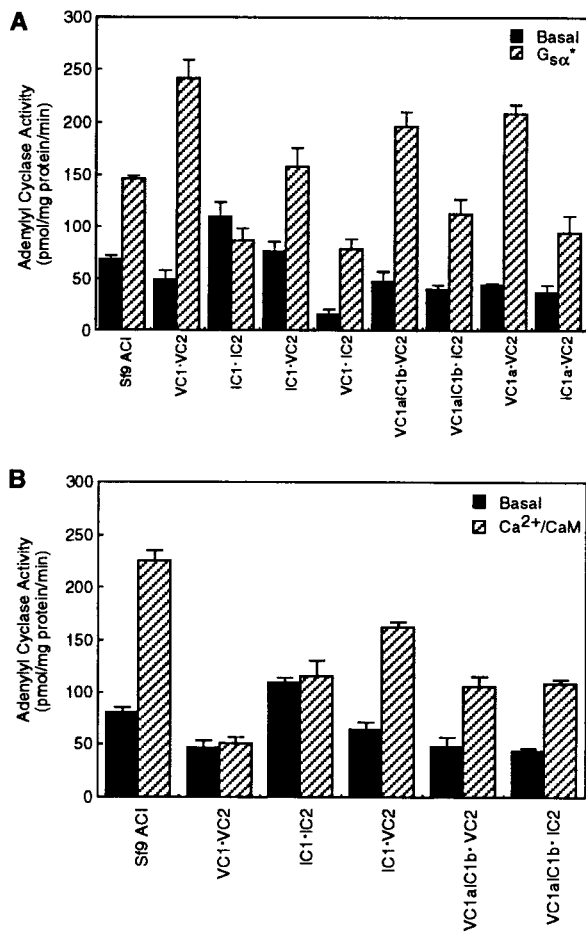 A
300
250
200
150
100
50
0
Adenylyl Cyclase Activity
(pmol/mg protein/min)
Basal
Gsα*
Sf9 ACI
VC1·VC2
IC1·IC2
IC1·VC2
VC1·IC2
VC1aIC1b·VC2
VC1aIC1b·IC2
VC1a·VC2
IC1a·VC2
B
300
250
200
150
100
50
0
Adenylyl Cyclase Activity
(pmol/mg protein/min)
Basal
Ca2+/CaM
Sf9 ACI
VC1·VC2
IC1·IC2
IC1·VC2
VC1aIC1b·VC2
VC1aIC1b·IC2